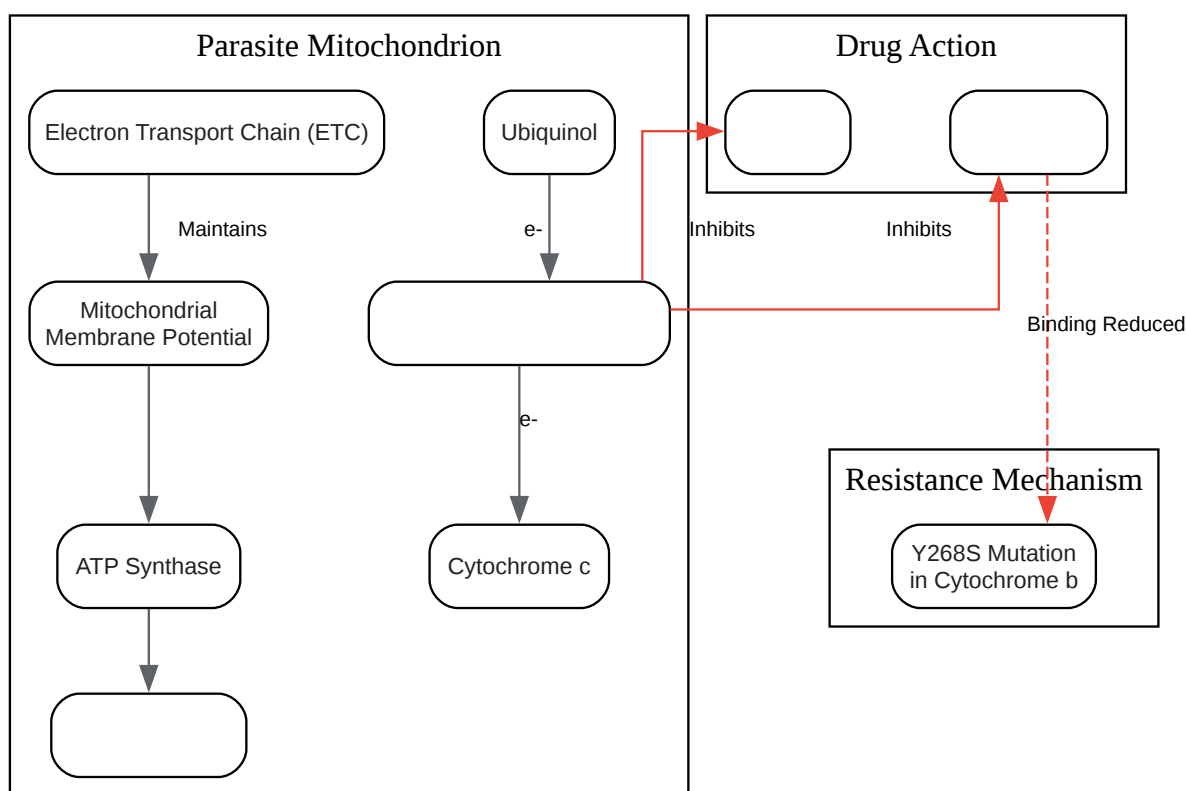 Parasite Mitochondrion
Drug Action
Electron Transport Chain (ETC)
Ubiquinol
Maintains
e-
Inhibits
Inhibits
Mitochondrial
Membrane Potential
Binding Reduced
e-
Resistance Mechanism
ATP Synthase
Cytochrome c
Y268S Mutation
in Cytochrome b